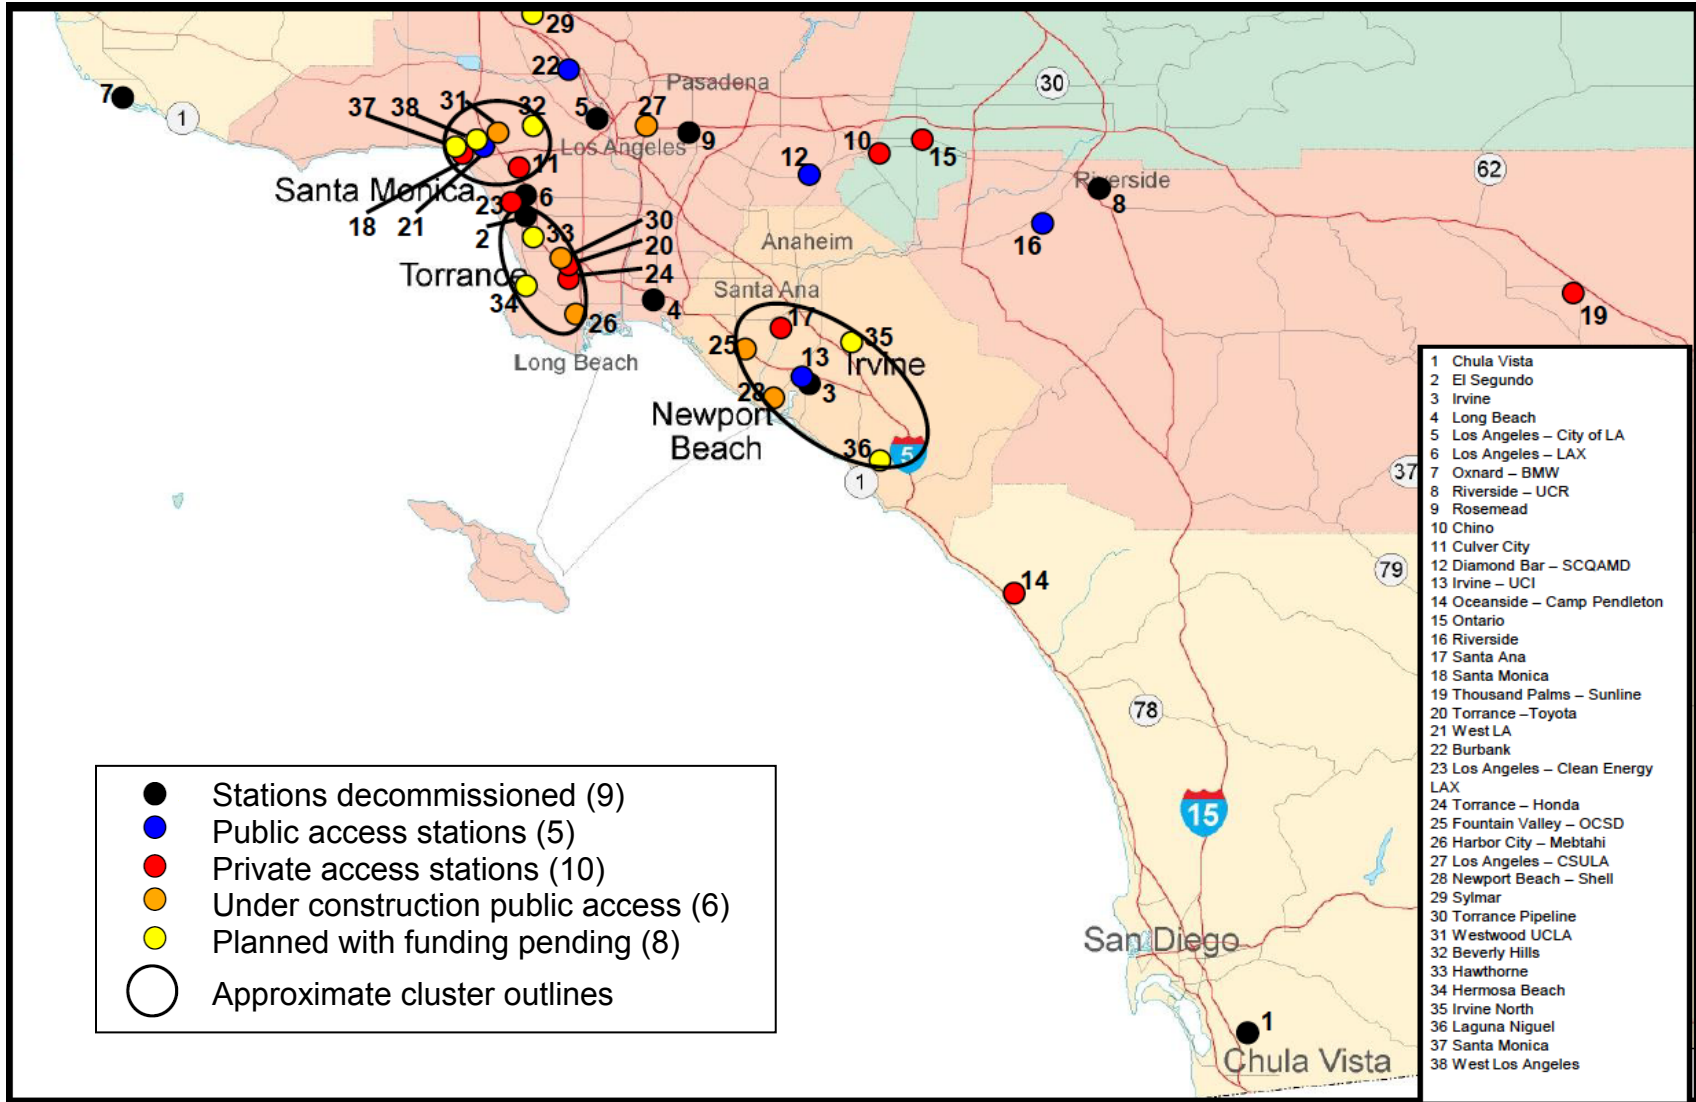 29
22
Pasadena
30
7
1
37
38
31
32
5
27
Los Angeles
9
10
15
12
62
11
Santa Monica
6
23
Riverside
8
18
21
2
33
30
16
Anaheim
20
24
Torrance
Santa Ana
34
4
19
26
17
35
25
13
Irvine
Long Beach
3
28
Newport
Beach
36
5
1
37
14
79
78
15
San Diego
1
Chula Vista
Stations decommissioned (9)
Public access stations (5)
Private access stations (10)
Under construction public access (6)
Planned with funding pending (8)
Approximate cluster outlines
1 Chula Vista
2 El Segundo
3 Irvine
4 Long Beach
5 Los Angeles – City of LA
6 Los Angeles – LAX
7 Oxnard – BMW
8 Riverside – UCR
9 Rosemead
10 Chino
11 Culver City
12 Diamond Bar – SCQAMD
13 Irvine – UCI
14 Oceanside – Camp Pendleton
15 Ontario
16 Riverside
17 Santa Ana
18 Santa Monica
19 Thousand Palms – Sunline
20 Torrance –Toyota
21 West LA
22 Burbank
23 Los Angeles – Clean Energy
LAX
24 Torrance – Honda
25 Fountain Valley – OCSD
26 Harbor City – Mebtahi
27 Los Angeles – CSULA
28 Newport Beach – Shell
29 Sylmar
30 Torrance Pipeline
31 Westwood UCLA
32 Beverly Hills
33 Hawthorne
34 Hermosa Beach
35 Irvine North
36 Laguna Niguel
37 Santa Monica
38 West Los Angeles